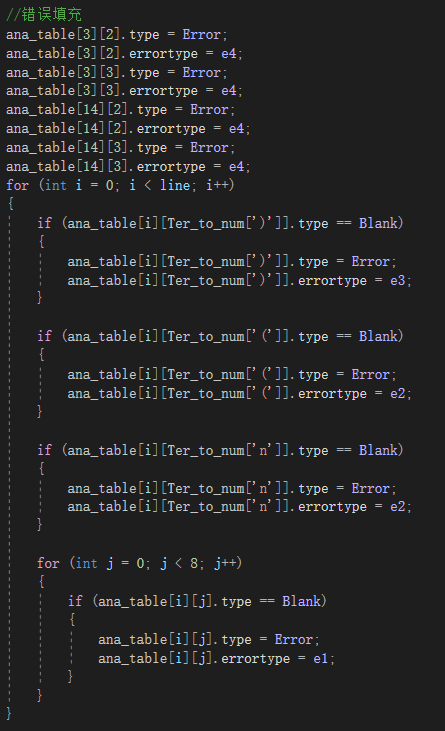 //错误填充
ana_table[3][2].type = Error;
ana_table[3][2].errortype = e4;
ana_table[3][3].type = Error;
ana_table[3][3].errortype = e4;
ana_table[14][2].type = Error;
ana_table[14][2].errortype = e4;
ana_table[14][3].type = Error;
ana_table[14][3].errortype = e4;
for (int i = 0; i < line; i++)
{
    if (ana_table[i][Ter_to_num[')']].type == Blank)
    {
        ana_table[i][Ter_to_num[')']].type = Error;
        ana_table[i][Ter_to_num[')']].errortype = e3;
    }
    if (ana_table[i][Ter_to_num['(']].type == Blank)
    {
        ana_table[i][Ter_to_num['(']].type = Error;
        ana_table[i][Ter_to_num['(']].errortype = e2;
    }
    if (ana_table[i][Ter_to_num['n']].type == Blank)
    {
        ana_table[i][Ter_to_num['n']].type = Error;
        ana_table[i][Ter_to_num['n']].errortype = e2;
    }
    for (int j = 0; j < 8; j++)
    {
        if (ana_table[i][j].type == Blank)
        {
            ana_table[i][j].type = Error;
            ana_table[i][j].errortype = e1;
        }
    }
}